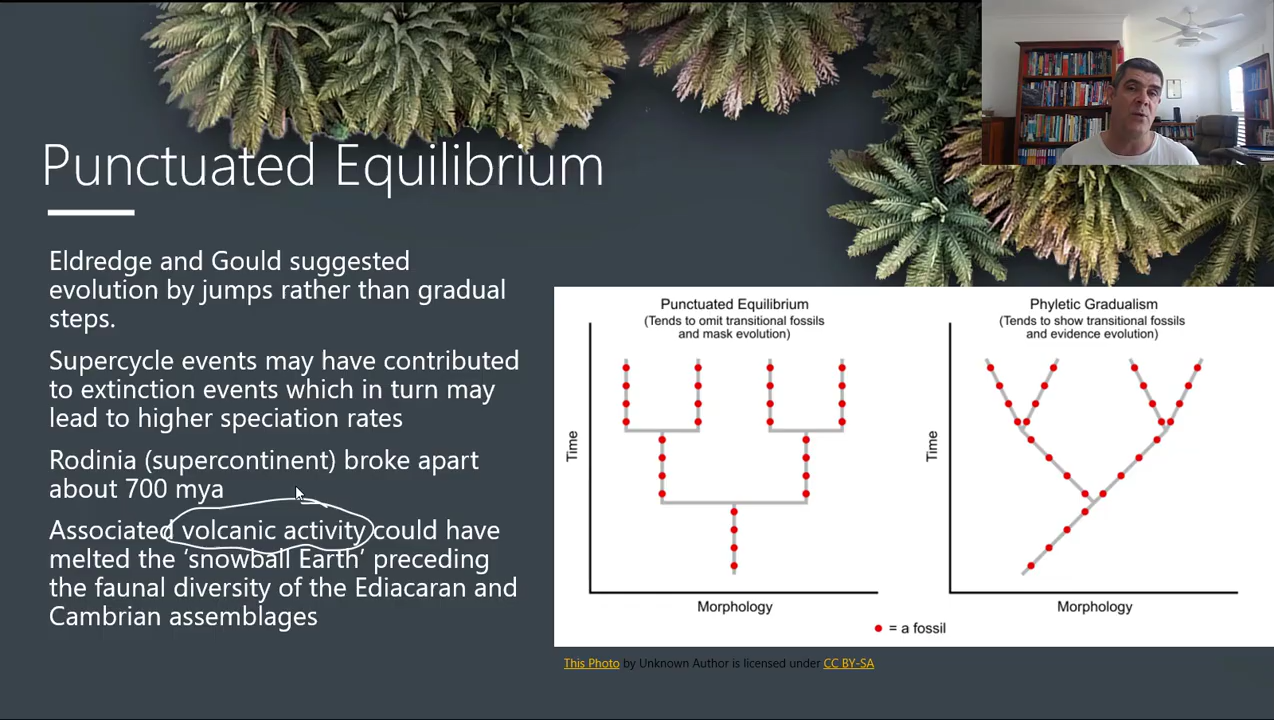 Punctuated Equilibrium
Eldredge and Gould suggested
evolution by jumps rather than gradual
steps.
Supercycle events may have contributed
to extinction events which in turn may
lead to higher speciation rates
Rodinia (supercontinent) broke apart
about 700 mya
Associated volcanic activity could have
melted the ‘snowball Earth’ preceding
the faunal diversity of the Ediacaran and
Cambrian assemblages
Punctuated Equilibrium
(Tends to omit transitional fossils
and mask evolution)
Time
Morphology
Phyletic Gradualism
(Tends to show transitional fossils
and evidence evolution)
Time
Morphology
= a fossil
This Photo by Unknown Author is licensed under CC BY-SA